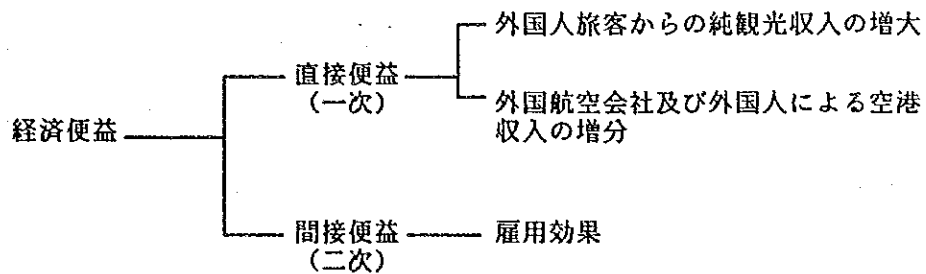 外国人旅客からの純観光収入の増大
直接便益
(一次)
外国航空会社及び外国人による空港
収入の増分
経済便益
間接便益
(二次)
雇用効果